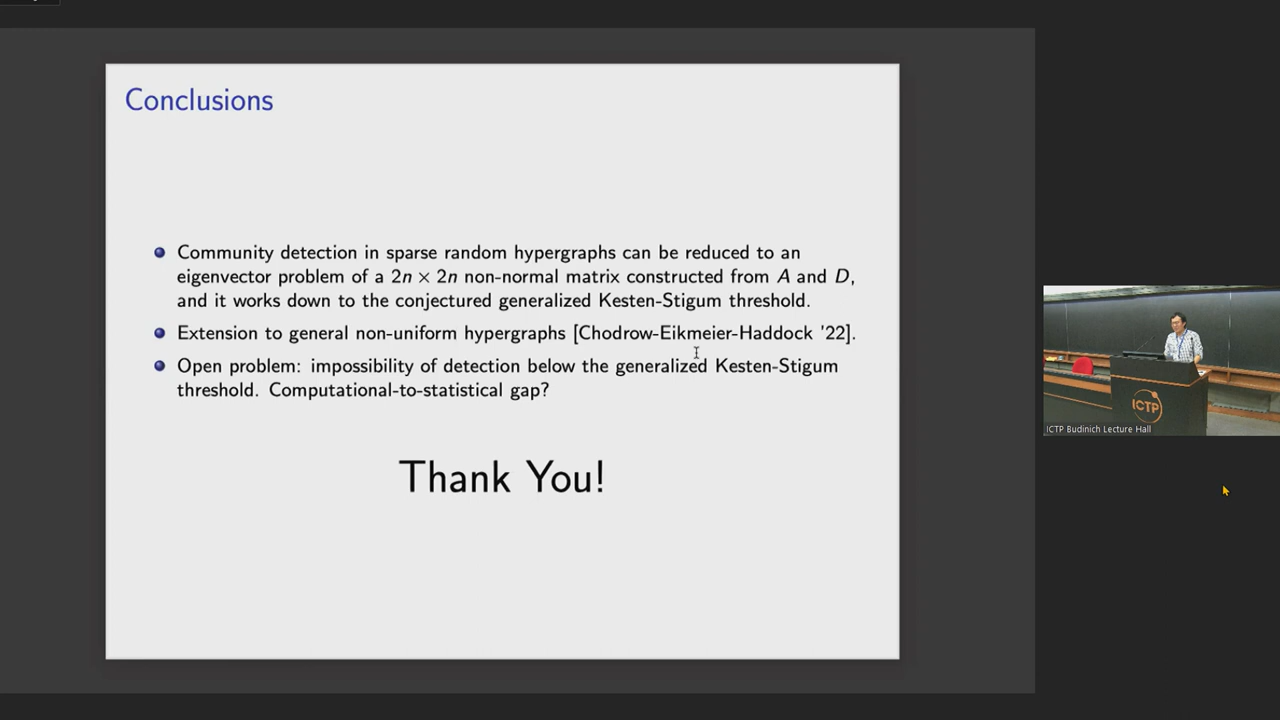 Conclusions
Community detection in sparse random hypergraphs can be reduced to an
eigenvector problem of a 2n × 2n non-normal matrix constructed from A and D,
and it works down to the conjectured generalized Kesten-Stigum threshold.
Extension to general non-uniform hypergraphs [Chodrow-Eikmeier-Haddock '22].
Open problem: impossibility of detection below the generalized Kesten-Stigum
threshold. Computational-to-statistical gap?
Thank You!
ICTP
ICTP Budinich Lecture Hall